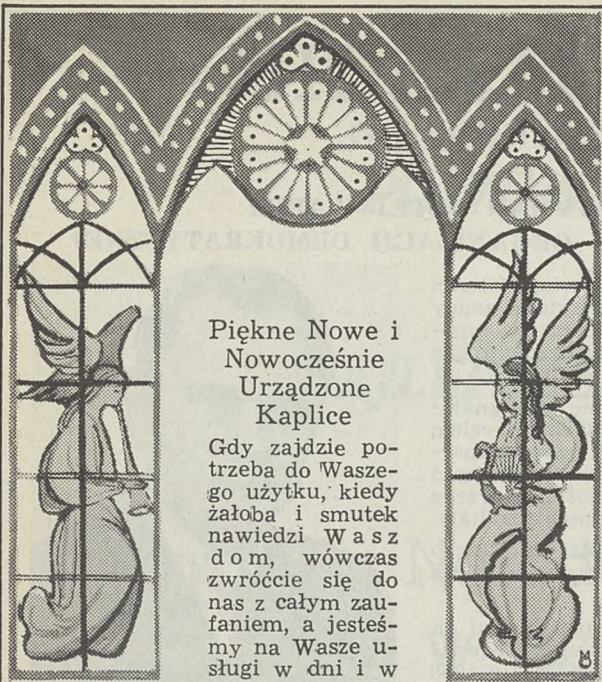 Piękne Nowe i
Nowocześnie
Urządzone
Kaplice
Gdy zajdzie po-
trzeba do Wasze-
go użytku, kiedy
żałoba i smutek
nawiedzi Wasz
dom, wówczas
zwróćcie się do
nas z całym zau-
faniem, a jesteś-
my na Wasze u-
sługi w dni i w